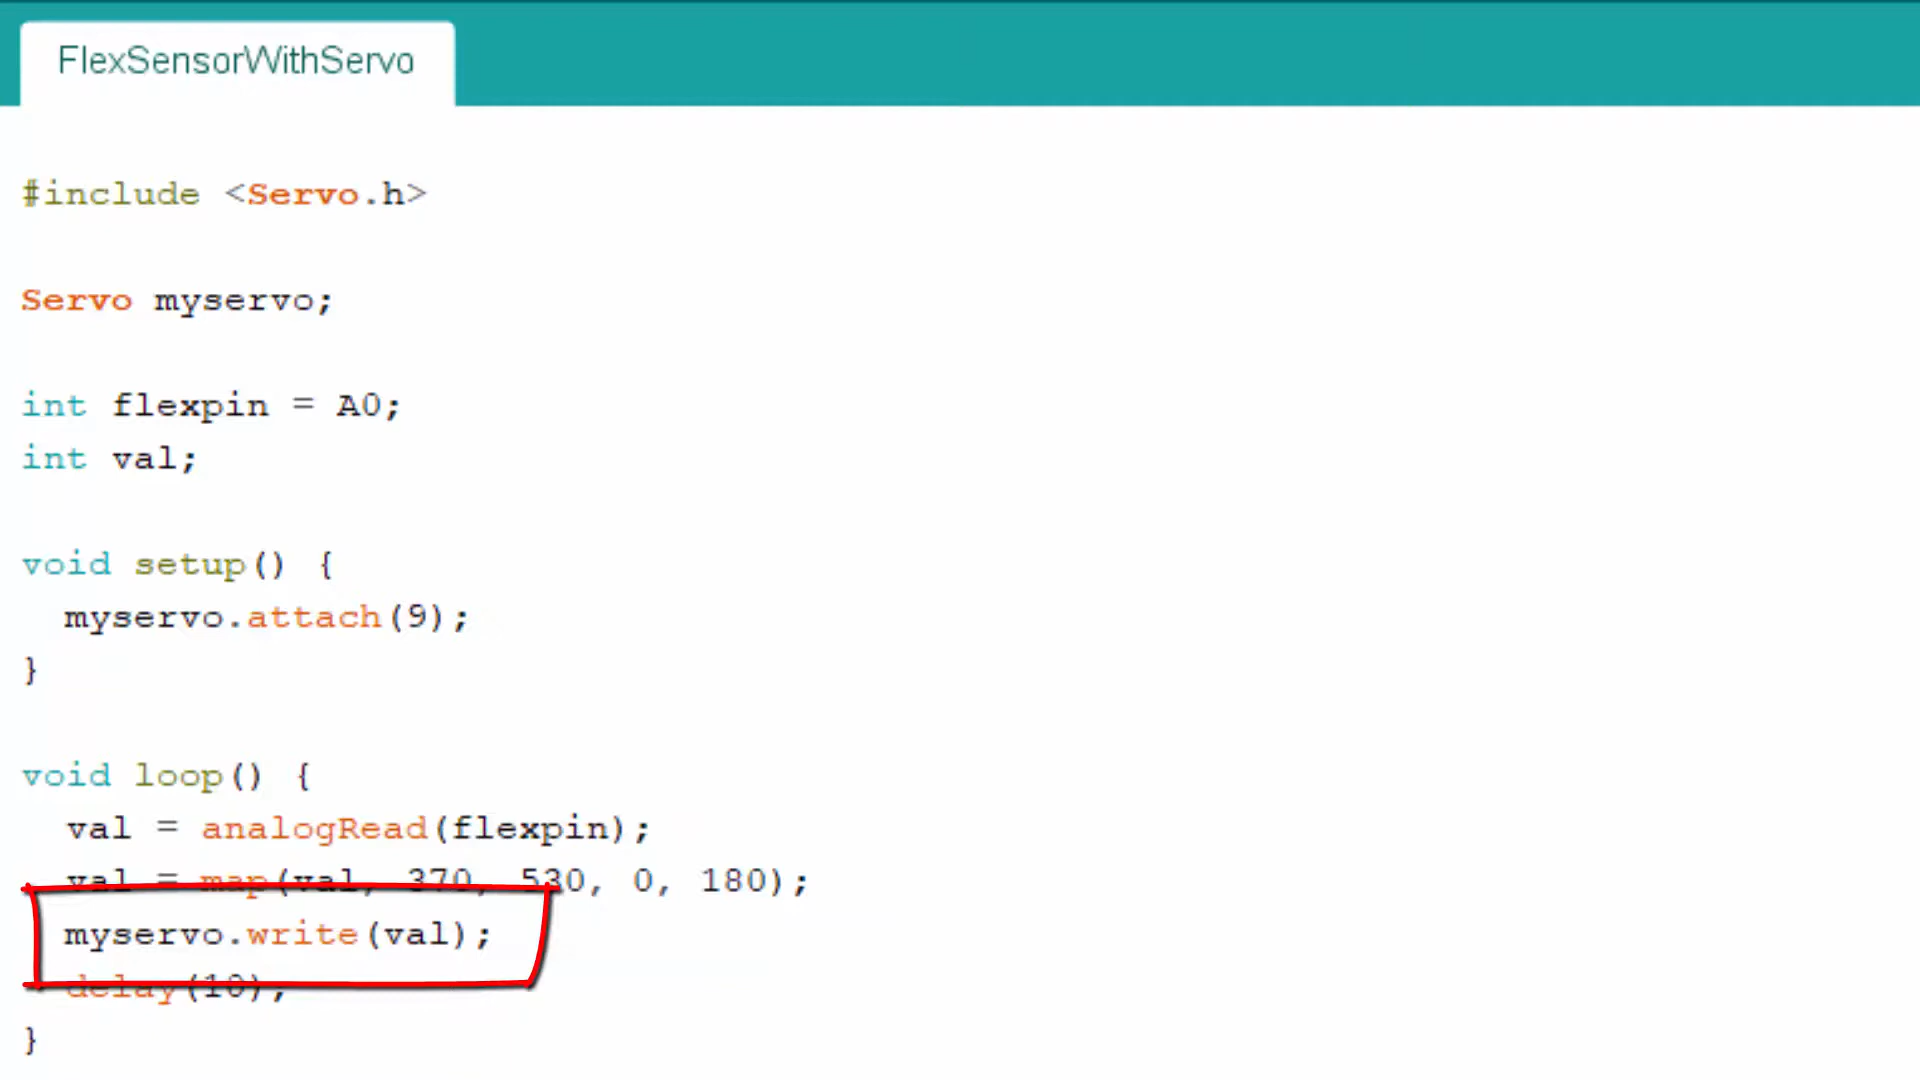 FlexSensorWithServo
#include <Servo.h>
Servo myservo;
int flexpin = A0;
int val;
void setup() {
myservo.attach(9);
}
void loop() {
val = analogRead(flexpin);
val = map(val, 370, 530, 0, 180);
myservo.write(val);
delay(10);
}